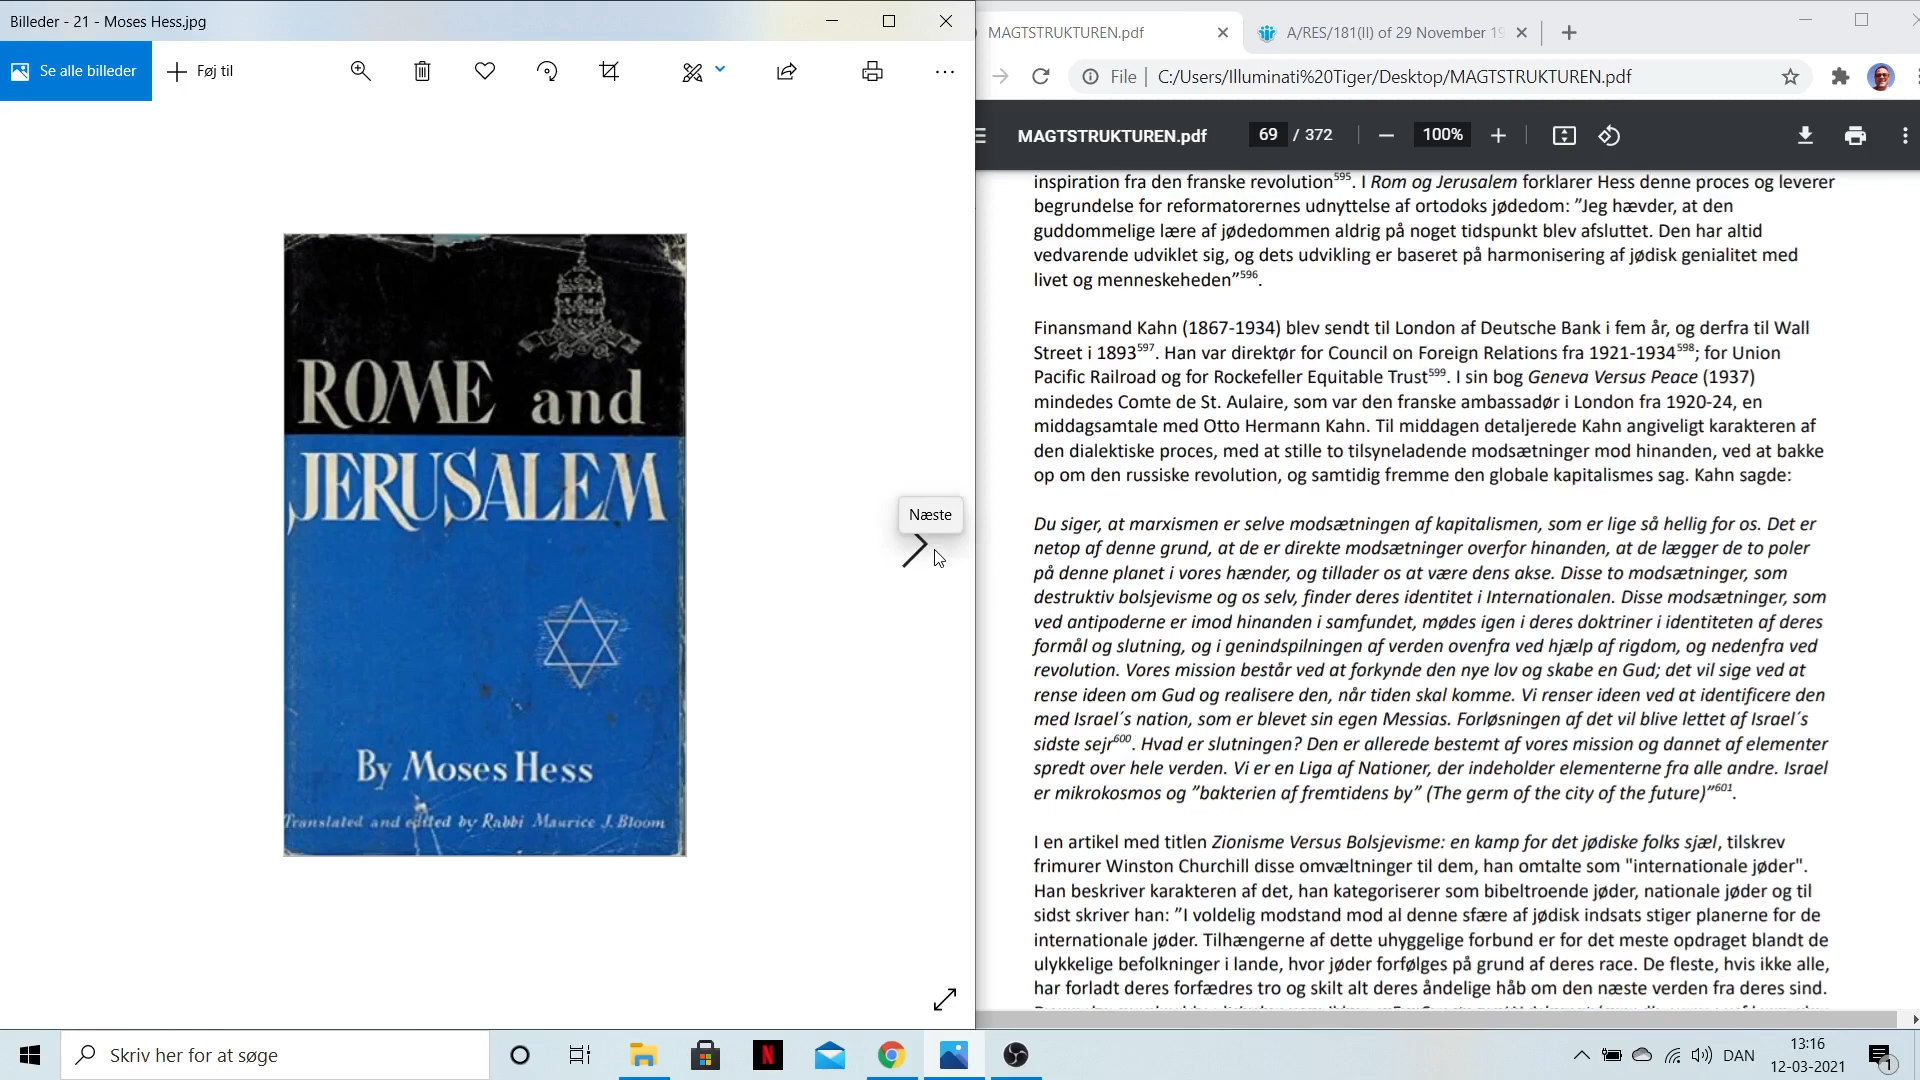 Billeder - 21 - Moses Hess.jpg
Se alle billeder
Føj til
ROME and
JERUSALEM
By Moses Hess
Translated and edited by Rabbi Maurice J. Bloom
Næste
MAGTSTRUKTUREN.pdf
A/RES/181(II) of 29 November 19
File
C:/Users/Illuminati%20Tiger/Desktop/MAGTSTRUKTUREN.pdf
MAGTSTRUKTUREN.pdf
69 / 372
100%
inspiration fra den franske revolution595. I Rom og Jerusalem forklarer Hess denne proces og leverer
begrundelse for reformatorernes udnyttelse af ortodoks jødedom: ”Jeg hævder, at den
guddommelige lære af jødedommen aldrig på noget tidspunkt blev afsluttet. Den har altid
vedvarende udviklet sig, og dets udvikling er baseret på harmonisering af jødisk genialitet med
livet og menneskeheden”596.
Finansmand Kahn (1867-1934) blev sendt til London af Deutsche Bank i fem år, og derfra til Wall
Street i 1893597. Han var direktør for Council on Foreign Relations fra 1921-1934598; for Union
Pacific Railroad og for Rockefeller Equitable Trust599. I sin bog Geneva Versus Peace (1937)
mindedes Comte de St. Aulaire, som var den franske ambassadør i London fra 1920-24, en
middagsamtale med Otto Hermann Kahn. Til middagen detaljerede Kahn angiveligt karakteren af
den dialektiske proces, med at stille to tilsyneladende modsætninger mod hinanden, ved at bakke
op om den russiske revolution, og samtidig fremme den globale kapitalismes sag. Kahn sagde:
Du siger, at marxismen er selve modsætningen af kapitalismen, som er lige så hellig for os. Det er
netop af denne grund, at de er direkte modsætninger overfor hinanden, at de lægger de to poler
på denne planet i vores hænder, og tillader os at være dens akse. Disse to modsætninger, som
destruktiv bolsjevisme og os selv, finder deres identitet i Internationalen. Disse modsætninger, som
ved antipoderne er imod hinanden i samfundet, mødes igen i deres doktriner i identiteten af deres
formål og slutning, og i genindspilningen af verden ovenfra ved hjælp af rigdom, og nedenfra ved
revolution. Vores mission består ved at forkynde den nye lov og skabe en Gud; det vil sige ved at
rense ideen om Gud og realisere den, når tiden skal komme. Vi renser ideen ved at identificere den
med Israel´s nation, som er blevet sin egen Messias. Forløsningen af det vil blive lettet af Israel´s
sidste sejr600. Hvad er slutningen? Den er allerede bestemt af vores mission og dannet af elementer
spredt over hele verden. Vi er en Liga af Nationer, der indeholder elementerne fra alle andre. Israel
er mikrokosmos og ”bakterien af fremtidens by” (The germ of the city of the future)”601.
I en artikel med titlen Zionisme Versus Bolsjevisme: en kamp for det jødiske folks sjæl, tilskrev
frimurer Winston Churchill disse omvæltninger til dem, han omtalte som "internationale jøder".
Han beskriver karakteren af det, han kategoriserer som bibeltroende jøder, nationale jøder og til
sidst skriver han: ”I voldelig modstand mod al denne sfære af jødisk indsats stiger planerne for de
internationale jøder. Tilhængerne af dette uhyggelige forbund er for det meste opdraget blandt de
ulykkelige befolkninger i lande, hvor jøder forfølges på grund af deres race. De fleste, hvis ikke alle,
har forladt deres forfædres tro og skilt alt deres åndelige håb om den næste verden fra deres sind.
Skriv her for at søge
DAN
13:16
12-03-2021
1